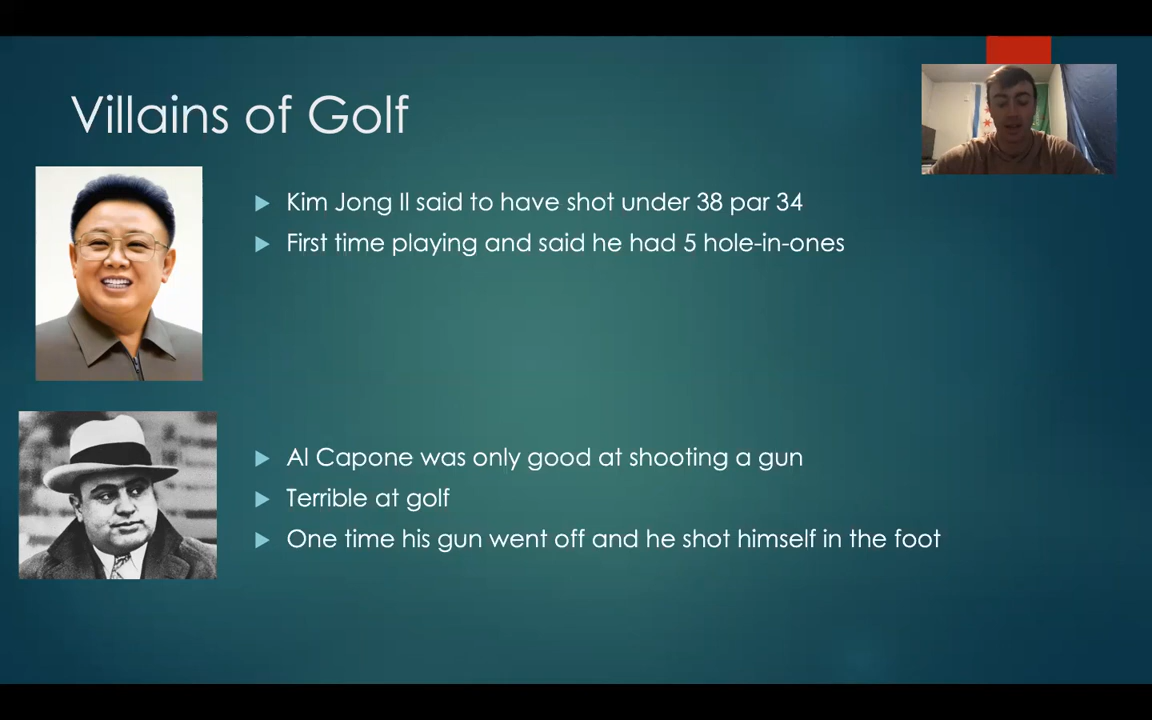 Villains of Golf
Kim Jong Il said to have shot under 38 par 34
First time playing and said he had 5 hole-in-ones
Al Capone was only good at shooting a gun
Terrible at golf
One time his gun went off and he shot himself in the foot